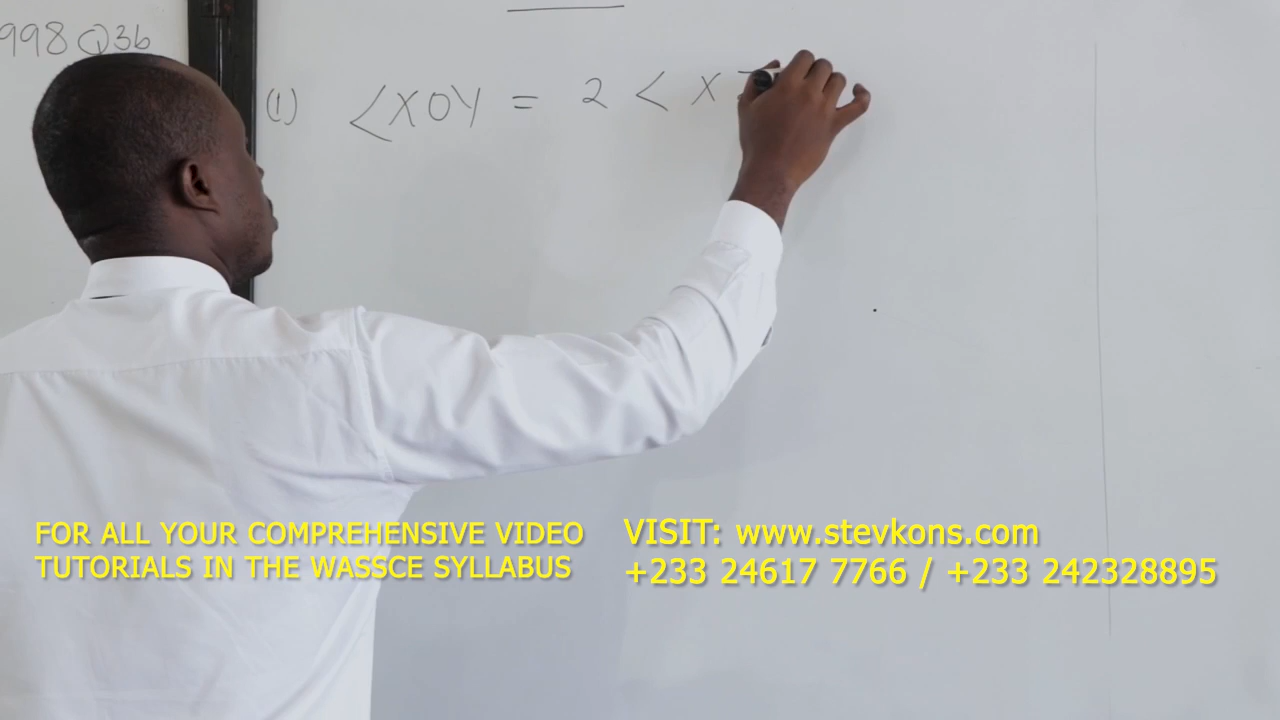 998 Q3b
(1) <XOY = 2 < X
FOR ALL YOUR COMPREHENSIVE VIDEO
TUTORIALS IN THE WASSCE SYLLABUS
VISIT: www.stevkons.com
+233 24617 7766 / +233 242328895